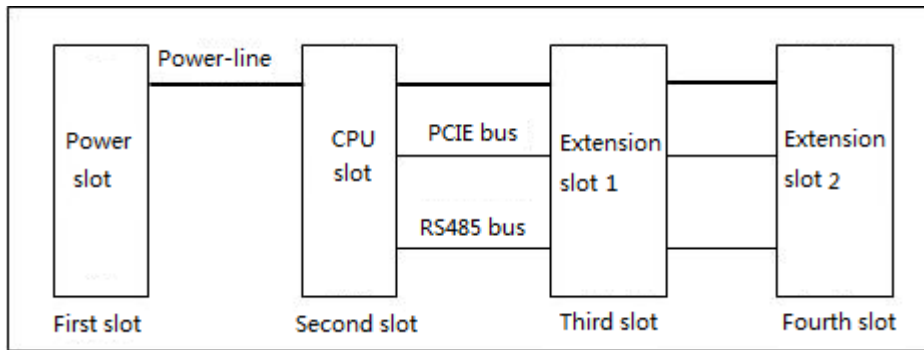 Power-line
Power
slot
CPU
slot
PCIE bus
RS485 bus
Extension
slot 1
Extension
slot 2
First slot
Second slot
Third slot
Fourth slot